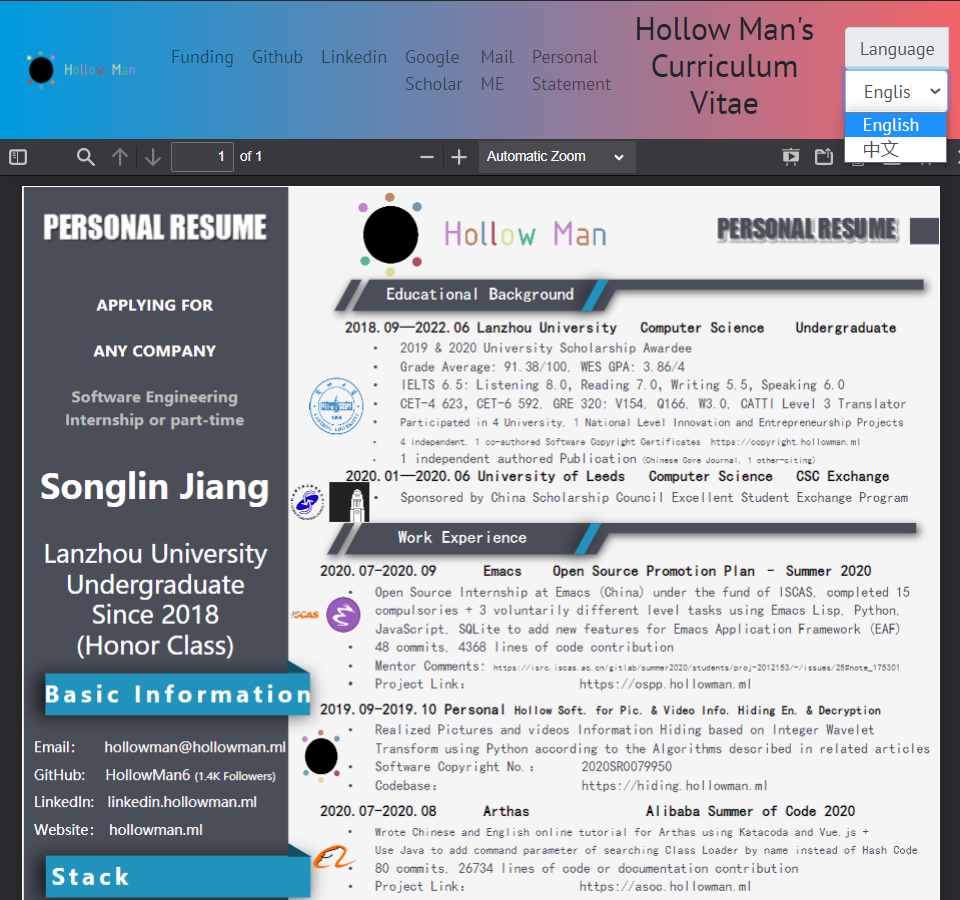 Hollow Man
Funding
Github
Linkedin
Google Scholar
Mail ME
Personal Statement
Hollow Man's
Curriculum
Vitae
Language
Englis
English
中文
1 of 1
Automatic Zoom
PERSONAL RESUME
APPLYING FOR
ANY COMPANY
Software Engineering
Internship or part-time
Songlin Jiang
Lanzhou University
Undergraduate
Since 2018
(Honor Class)
Basic Information
Email: hollowman@hollowman.ml
GitHub: HollowMan6 (1.4K Followers)
LinkedIn: linkedin.hollowman.ml
Website: hollowman.ml
Stack
Hollow Man
PERSONAL RESUME
Educational Background
2018.09—2022.06 Lanzhou University Computer Science Undergraduate
• 2019 & 2020 University Scholarship Awardee
• Grade Average: 91.38/100, WES GPA: 3.86/4
• IELTS 6.5: Listening 8.0, Reading 7.0, Writing 5.5, Speaking 6.0
• CET-4 623, CET-6 592, GRE 320: V154, Q166, W3.0, CATTI Level 3 Translator
• Participated in 4 University, 1 National Level Innovation and Entrepreneurship Projects
• 4 independent, 1 co-authored Software Copyright Certificates https://copyright.hollowman.ml
• 1 independent authored Publication (Chinese Core Journal, 1 other-citing)
2020.01—2020.06 University of Leeds Computer Science CSC Exchange
• Sponsored by China Scholarship Council Excellent Student Exchange Program
Work Experience
2020.07-2020.09 Emacs Open Source Promotion Plan – Summer 2020
ISCAS
• Open Source Internship at Emacs (China) under the fund of ISCAS, completed 15
compulsories + 3 voluntarily different level tasks using Emacs Lisp, Python,
JavaScript, SQLite to add new features for Emacs Application Framework (EAF)
• 48 commits, 4368 lines of code contribution
• Mentor Comments: https://isrc.iscas.ac.cn/gitlab/summer2020/students/proj-2012153/-/issues/25#note_175301
• Project Link: https://ospp.hollowman.ml
2019.09-2019.10 Personal Hollow Soft. for Pic. & Video Info. Hiding En. & Decryption
• Realized Pictures and videos Information Hiding based on Integer Wavelet
Transform using Python according to the Algorithms described in related articles
• Software Copyright No.: 2020SR0079950
• Codebase: https://hiding.hollowman.ml
2020.07-2020.08 Arthas Alibaba Summer of Code 2020
• Wrote Chinese and English online tutorial for Arthas using Katacoda and Vue.js +
Use Java to add command parameter of searching Class Loader by name instead of Hash Code
• 80 commits, 26734 lines of code or documentation contribution
• Project Link: https://asoc.hollowman.ml